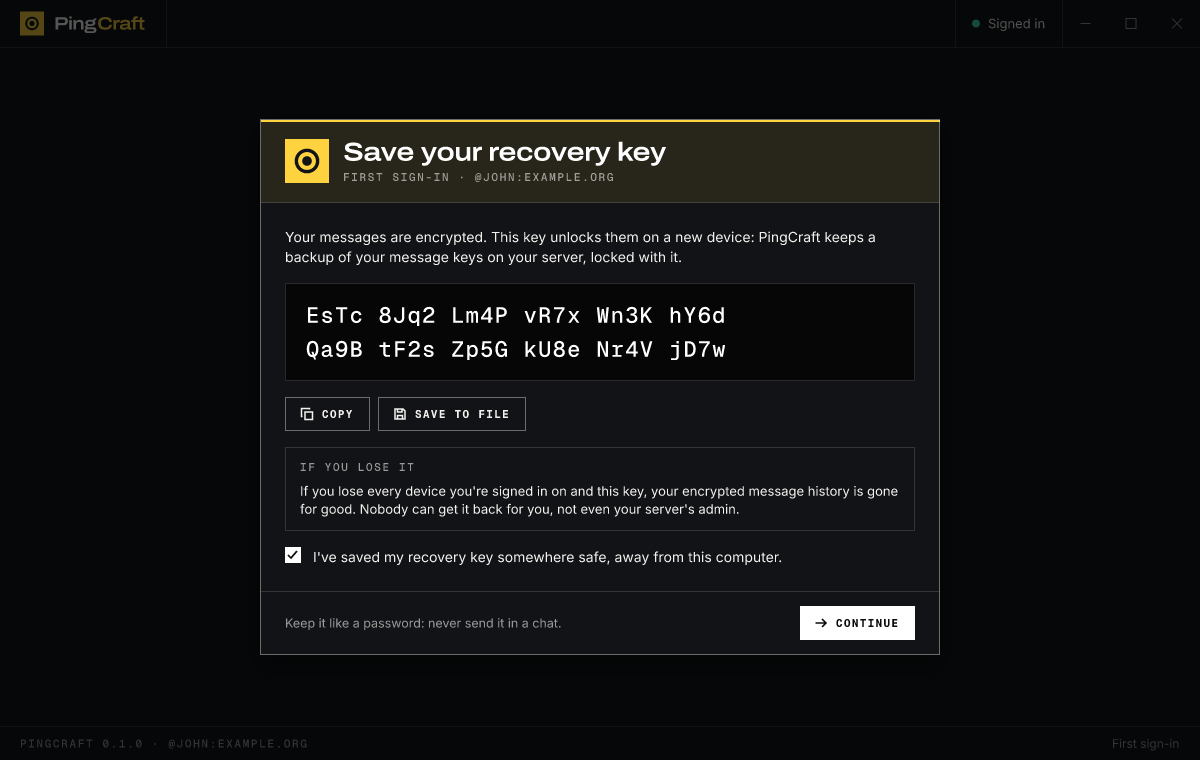 PingCraft
Signed in
Save your recovery key
FIRST SIGN-IN · @JOHN:EXAMPLE.ORG
Your messages are encrypted. This key unlocks them on a new device: PingCraft keeps a
backup of your message keys on your server, locked with it.
EsTc 8Jq2 Lm4P vR7x Wn3K hY6d
Qa9B tF2s Zp5G kU8e Nr4V jD7w
COPY
SAVE TO FILE
IF YOU LOSE IT
If you lose every device you're signed in on and this key, your encrypted message history is gone
for good. Nobody can get it back for you, not even your server's admin.
I've saved my recovery key somewhere safe, away from this computer.
Keep it like a password: never send it in a chat.
CONTINUE
PINGCRAFT 0.1.0 · @JOHN:EXAMPLE.ORG
First sign-in